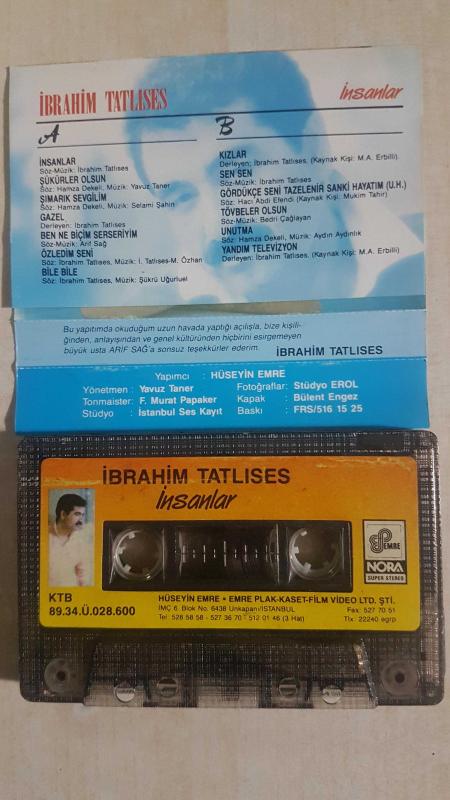 İBRAHİM TATLISES
İnsanlar
A
İNSANLAR
Söz-Müzik: İbrahim Tatlıses
ŞÜKÜRLER OLSUN
Söz: Hamza Dekeli, Müzik: Yavuz Taner
ŞIMARIK SEVGİLİM
Söz: Hamza Dekeli, Müzik: Selami Şahin
GAZEL
Derleyen: İbrahim Tatlıses
BEN NE BİÇİM SERSERİYİM
Söz-Müzik: Arif Sağ
ÖZLEDİM SENİ
Söz: İbrahim Tatlıses, Müzik: İ. Tatlıses-M. Özhan
BİLE BİLE
Söz: İbrahim Tatlıses, Müzik: Şükrü Uğurluel
B
KIZLAR
Derleyen; İbrahim Tatlıses, (Kaynak Kişi: M.A. Erbilli).
SEN SEN
Söz-Müzik: İbrahim Tatlıses
GÖRDÜKÇE SENİ TAZELENİR SANKİ HAYATIM (U.H.)
Söz: Hacı Abdi Efendi (Kaynak Kişi: Mukim Tahir)
TÖVBELER OLSUN
Söz-Müzik: Bedri Çağlayan
UNUTMA
Söz: Hamza Dekeli, Müzik: Aydın Aydınlık
YANDIM TELEVİZYON
Derleyen: İbrahim Tatlıses, (Kaynak Kişi: M.A. Erbilli)
Bu yapıtımda okuduğum uzun havada yaptığı açılışla, bize kişili-
ğinden, anlayışından ve genel kültüründen hiçbirini esirgemeyen
büyük usta ARİF SAĞ'a sonsuz teşekkürler ederim.
İBRAHİM TATLISES
Yapımcı : HÜSEYİN EMRE
Yönetmen : Yavuz Taner
Fotoğraflar: Stüdyo EROL
Tonmaister: F. Murat Papaker
Kapak : Bülent Engez
Stüdyo : İstanbul Ses Kayıt
Baskı : FRS/516 15 25
İBRAHİM TATLISES
İnsanlar
EMRE
NORA
SUPER STEREO
KTB
89.34.Ü.028.600
HÜSEYİN EMRE • EMRE PLAK-KASET-FİLM VİDEO LTD. ŞTİ.
İMÇ 6. Blok No. 6438 Unkapanı/İSTANBUL
Fax: 527 70 51
Tel: 528 58 58 - 527 36 70 - 512 01 46 (3 Hat)
Tlx: 22240 egrp